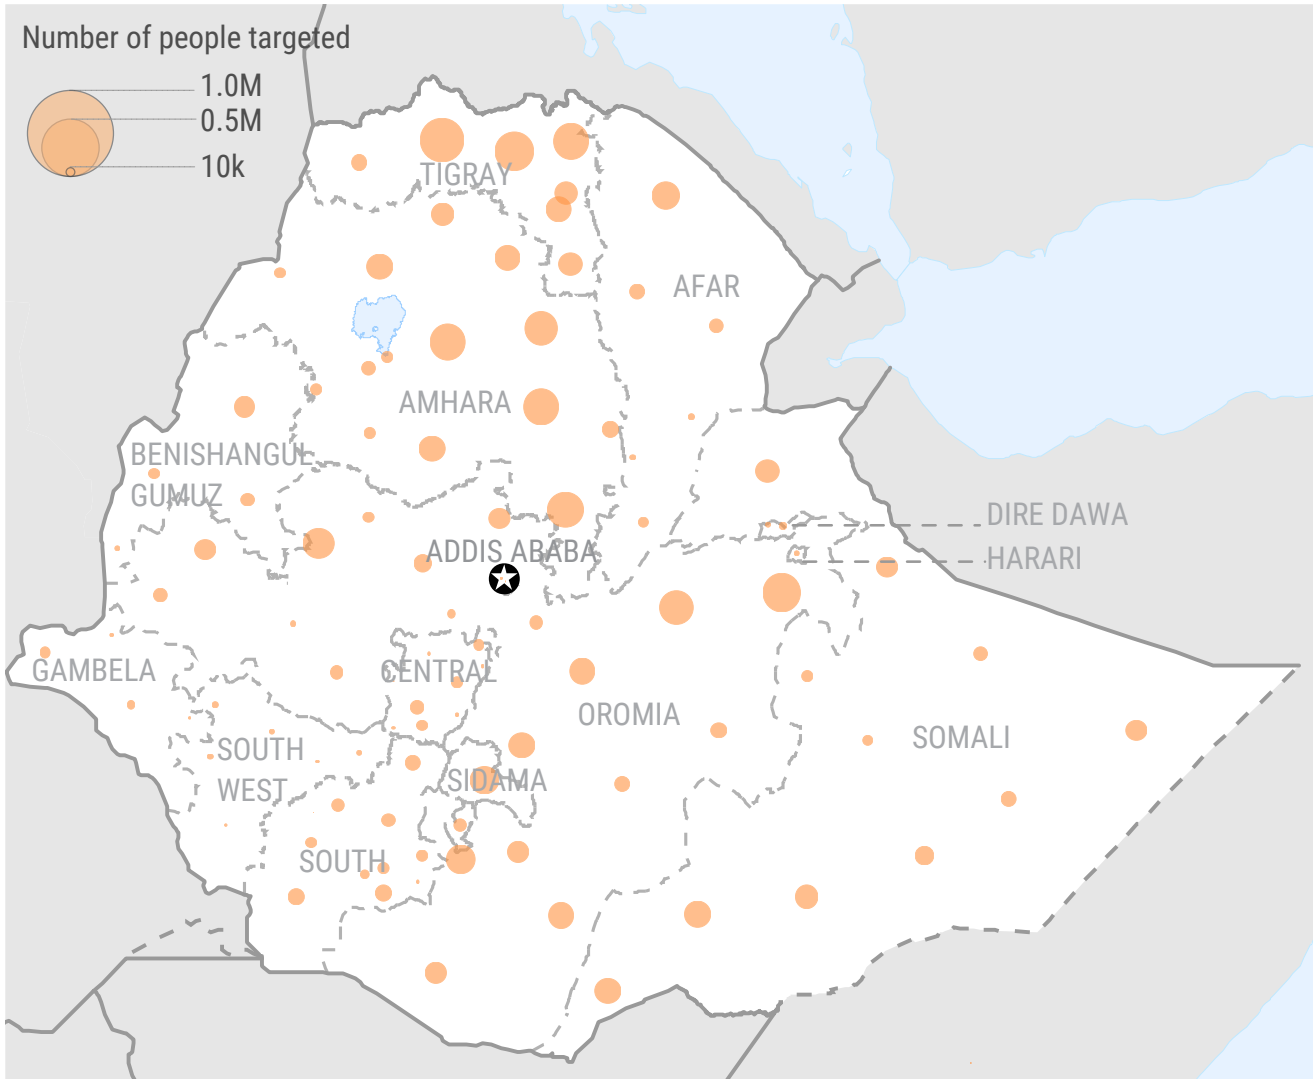 Number of people targeted
1.0M
0.5M
10k
TIGRAY
AFAR
AMHARA
BENISHANGUL
GUMUZ
DIRE DAWA
ADDIS ABABA
HARARI
GAMBELA
CENTRAL
OROMIA
SOMALI
SOUTH
WEST
SIDAMA
SOUTH